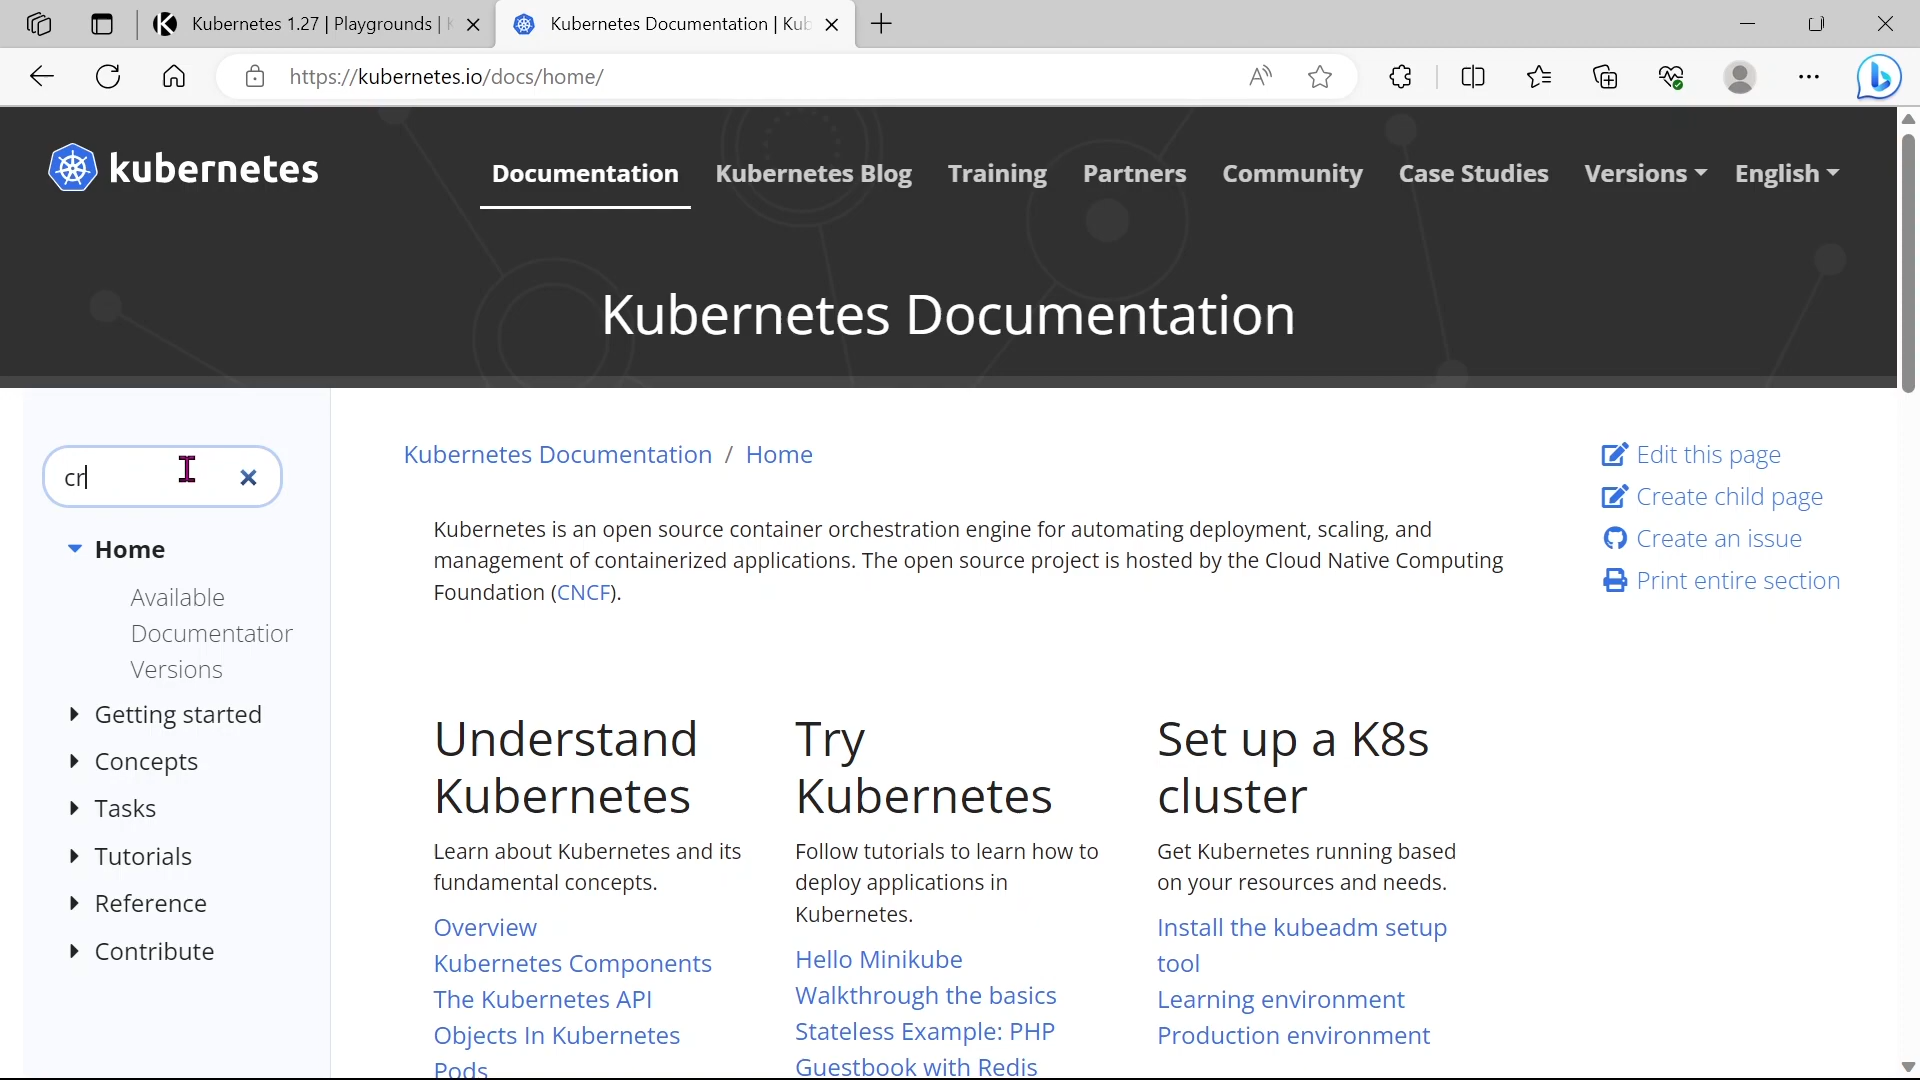 Kubernetes 1.27 | Playgrounds |
Kubernetes Documentation | Kub
https://kubernetes.io/docs/home/
kubernetes
Documentation
Kubernetes Blog
Training
Partners
Community
Case Studies
Versions
English
Kubernetes Documentation
cr
Home
Available
Documentation
Versions
Getting started
Concepts
Tasks
Tutorials
Reference
Contribute
Kubernetes Documentation / Home
Kubernetes is an open source container orchestration engine for automating deployment, scaling, and
management of containerized applications. The open source project is hosted by the Cloud Native Computing
Foundation (CNCF).
Edit this page
Create child page
Create an issue
Print entire section
Understand
Kubernetes
Learn about Kubernetes and its
fundamental concepts.
Overview
Kubernetes Components
The Kubernetes API
Objects In Kubernetes
Pods
Try
Kubernetes
Follow tutorials to learn how to
deploy applications in
Kubernetes.
Hello Minikube
Walkthrough the basics
Stateless Example: PHP
Guestbook with Redis
Set up a K8s
cluster
Get Kubernetes running based
on your resources and needs.
Install the kubeadm setup
tool
Learning environment
Production environment